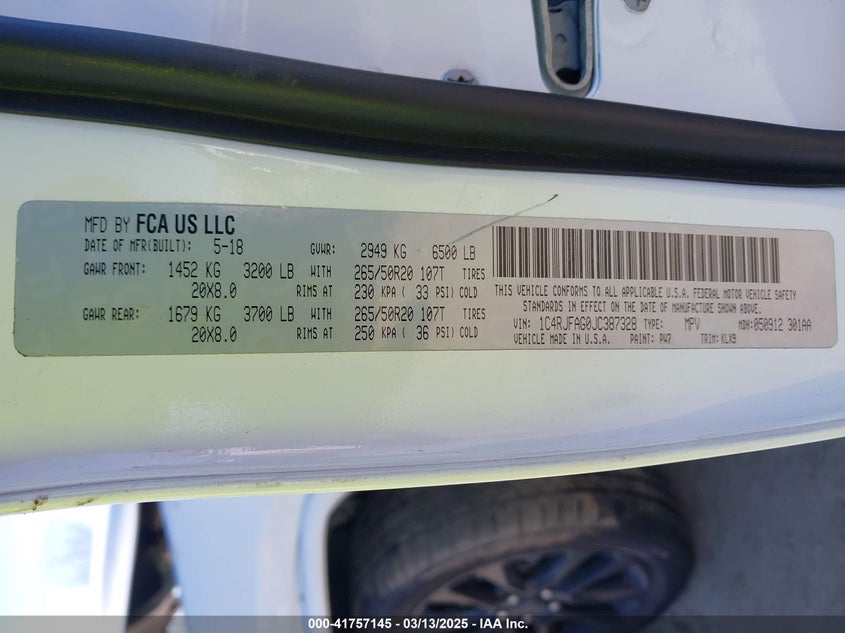 MFD BY FCA US LLC
DATE OF MFR(BUILT): 5-18 GVWR: 2949 KG 6500 LB
GAWR FRONT: 1452 KG 3200 LB WITH 265/50R20 107T TIRES
20X8.0 RIMS AT 230 KPA ( 33 PSI) COLD
GAWR REAR: 1679 KG 3700 LB WITH 265/50R20 107T TIRES
20X8.0 RIMS AT 250 KPA ( 36 PSI) COLD
THIS VEHICLE CONFORMS TO ALL APPLICABLE U.S.A. FEDERAL MOTOR VEHICLE SAFETY
STANDARDS IN EFFECT ON THE DATE OF MANUFACTURE SHOWN ABOVE.
VIN: 1C4RJFAG0JC387328 TYPE: MPV MDH:050912 301AA
VEHICLE MADE IN U.S.A. PAINT: PW7 TRIM: KLX9
000-41757145 - 03/13/2025 - IAA Inc.